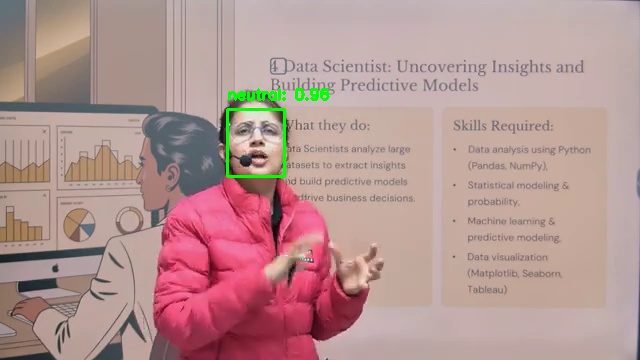 neutral: 0.96
4 Data Scientist: Uncovering Insights and
Building Predictive Models
What they do:
Data Scientists analyze large
datasets to extract insights
and build predictive models
business decisions.
Skills Required:
• Data analysis using Python
(Pandas, NumPy),
• Statistical modeling &
probability,
• Machine learning &
predictive modeling,
• Data visualization
(Matplotlib, Seaborn,
Tableau)